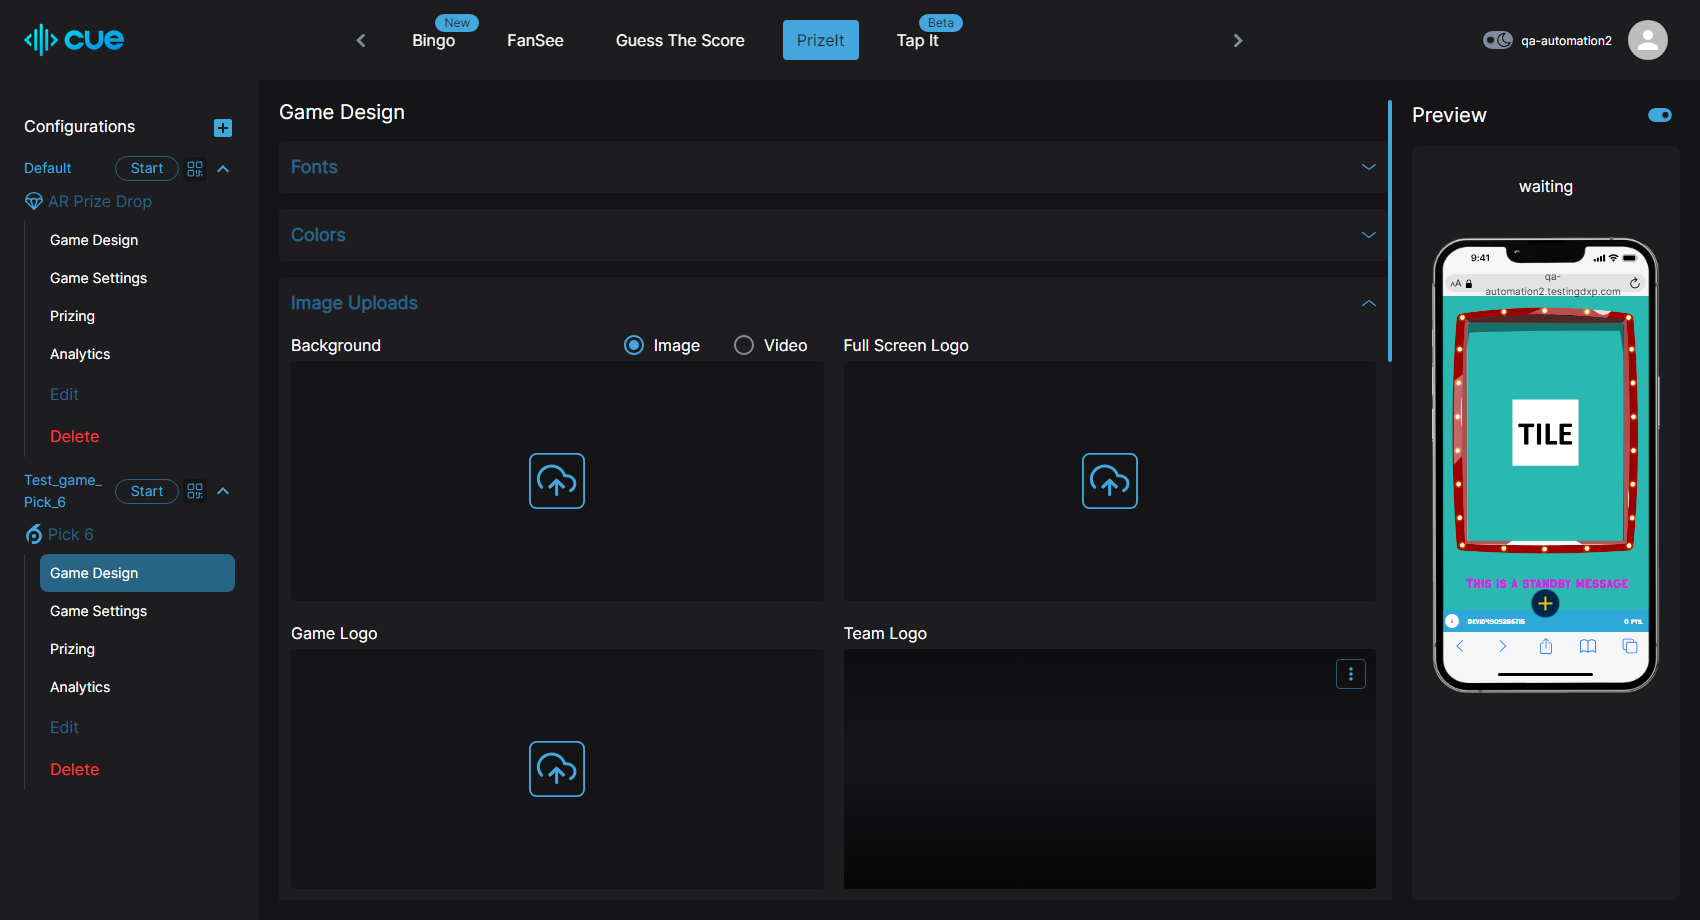 cue
New
Bingo
FanSee
Guess The Score
PrizeIt
Beta
Tap It
qa-automation2
Configurations
Default
Start
AR Prize Drop
Game Design
Game Settings
Prizing
Analytics
Edit
Delete
Test_game_
Pick_6
Start
Pick 6
Game Design
Game Settings
Prizing
Analytics
Edit
Delete
Game Design
Fonts
Colors
Image Uploads
Background
Image
Video
Full Screen Logo
Game Logo
Team Logo
Preview
waiting
9:41
AA
qa-
automation2.testingdxp.com
TILE
THIS IS A STANDBY MESSAGE
0 PTS.